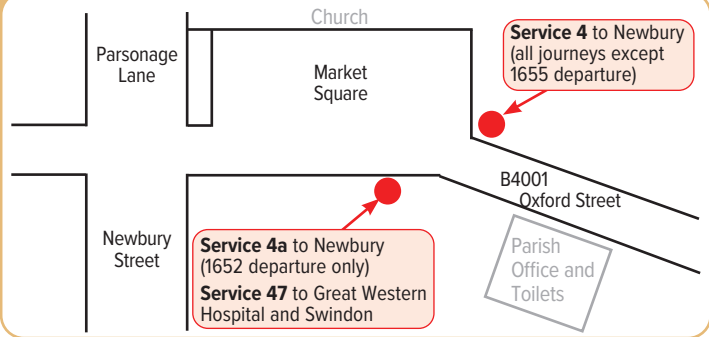 Church
Parsonage
Lane
Market
Square
Service 4 to Newbury
(all journeys except
1655 departure)
B4001
Oxford Street
Newbury
Street
Service 4a to Newbury
(1652 departure only)
Service 47 to Great Western
Hospital and Swindon
Parish
Office and
Toilets